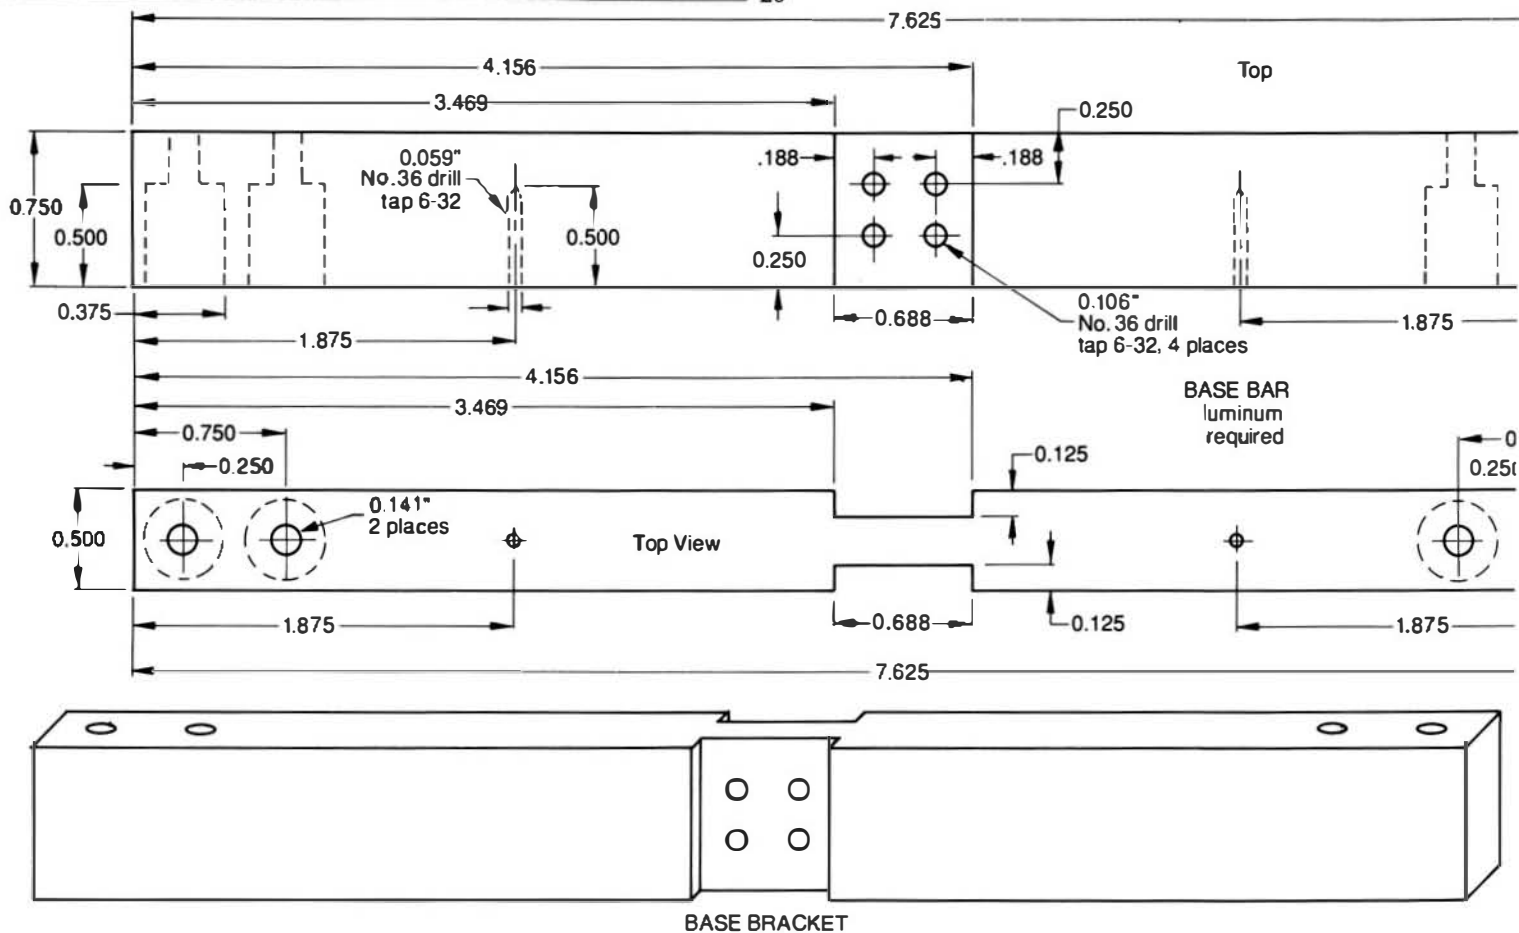 7.625
4.156
Top
3.469
0.250
.188
.188
0.059"
No. 36 drill
tap 6-32
0.750
0.500
0.500
0.250
0.106"
No. 36 drill
tap 6-32, 4 places
0.375
0.688
1.875
1.875
4.156
BASE BAR
luminum
required
3.469
0.750
0.125
0.250
0.141"
2 places
0.500
Top View
1.875
0.688
0.125
1.875
7.625
BASE BRACKET